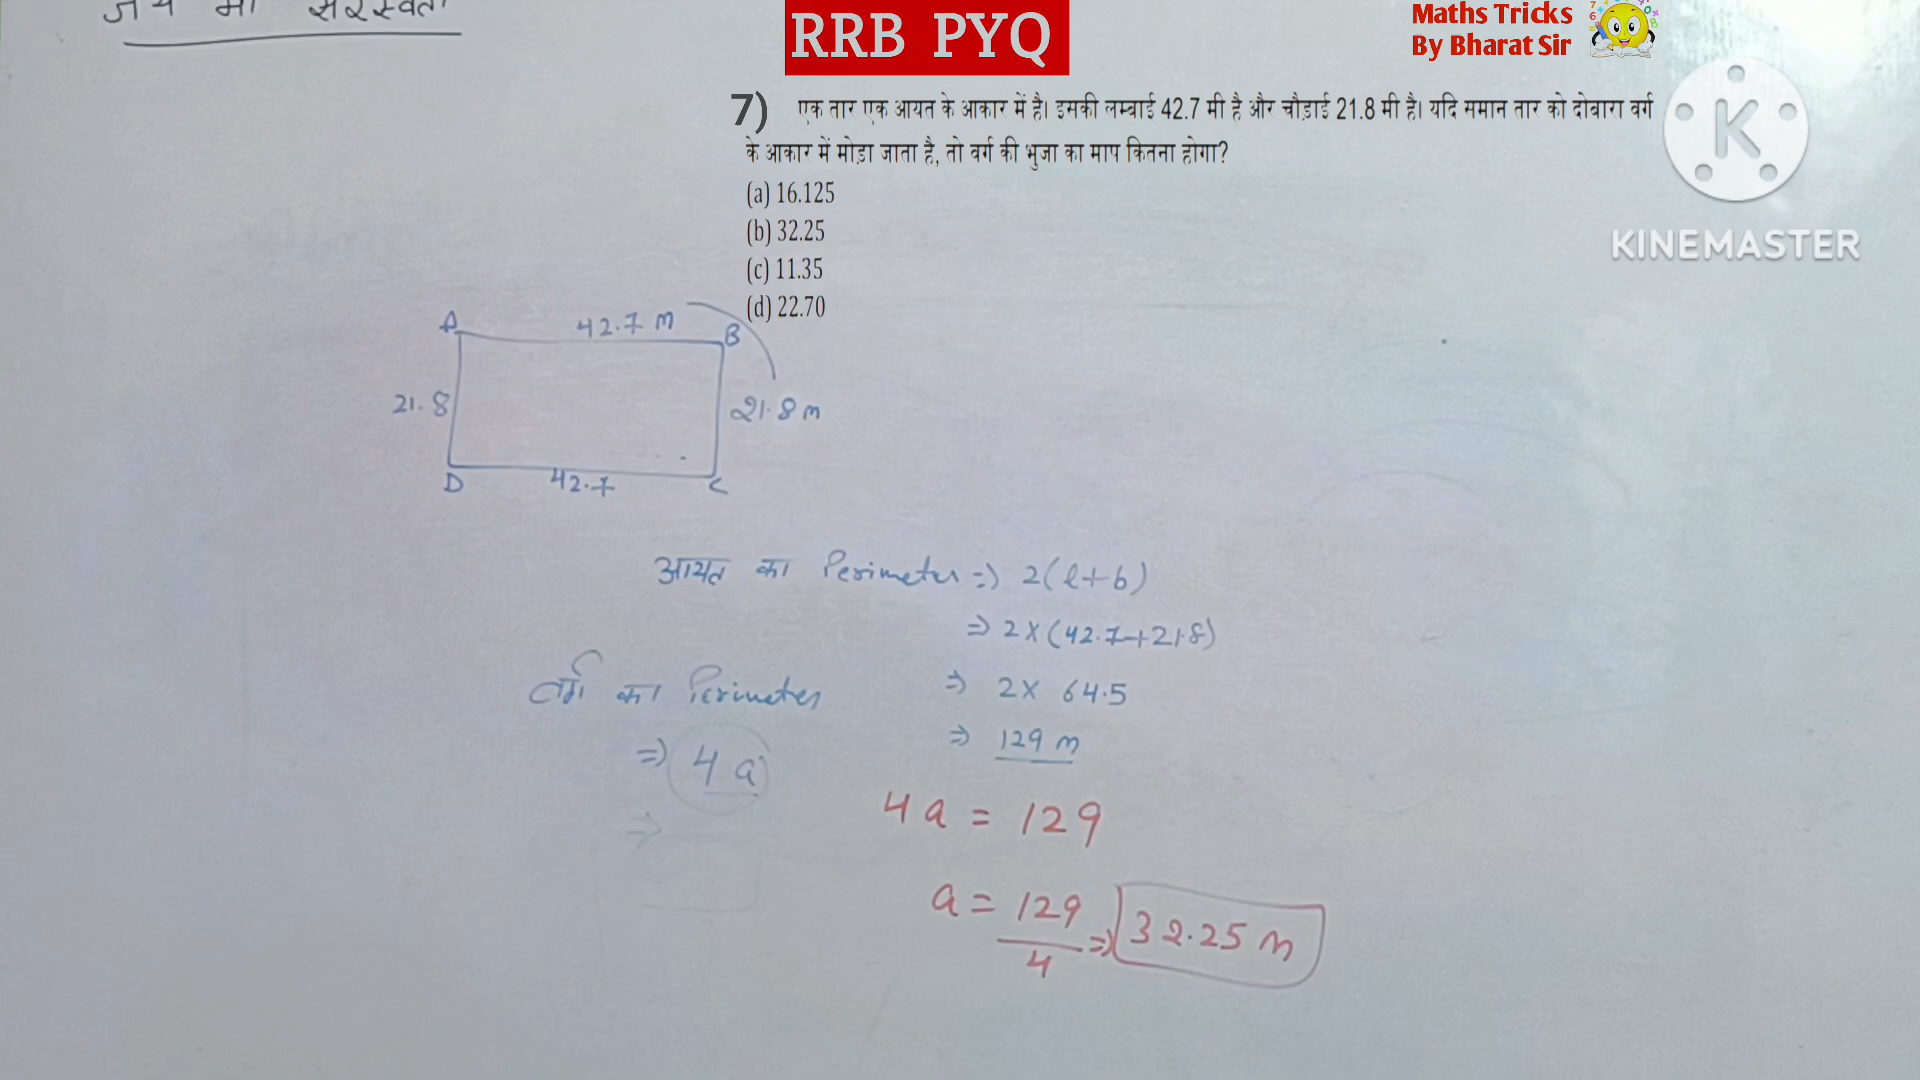 जय माँ सरस्वती
RRB PYQ
Maths Tricks
By Bharat Sir
KINEMASTER
7) एक तार एक आयत के आकार में है। इसकी लम्बाई 42.7 मी है और चौड़ाई 21.8 मी है। यदि समान तार को दोबारा वर्ग
के आकार में मोड़ा जाता है, तो वर्ग की भुजा का माप कितना होगा?
(a) 16.125
(b) 32.25
(c) 11.35
(d) 22.70
A 42.7 m B
21.8 21.8 m
D 42.7 C
आयत का Perimeter => 2(l+b)
=> 2×(42.7+21.8)
वर्ग का Perimeter => 2× 64.5
=> 4a => 129 m
=>
4a = 129
a = 129/4 => 32.25 m